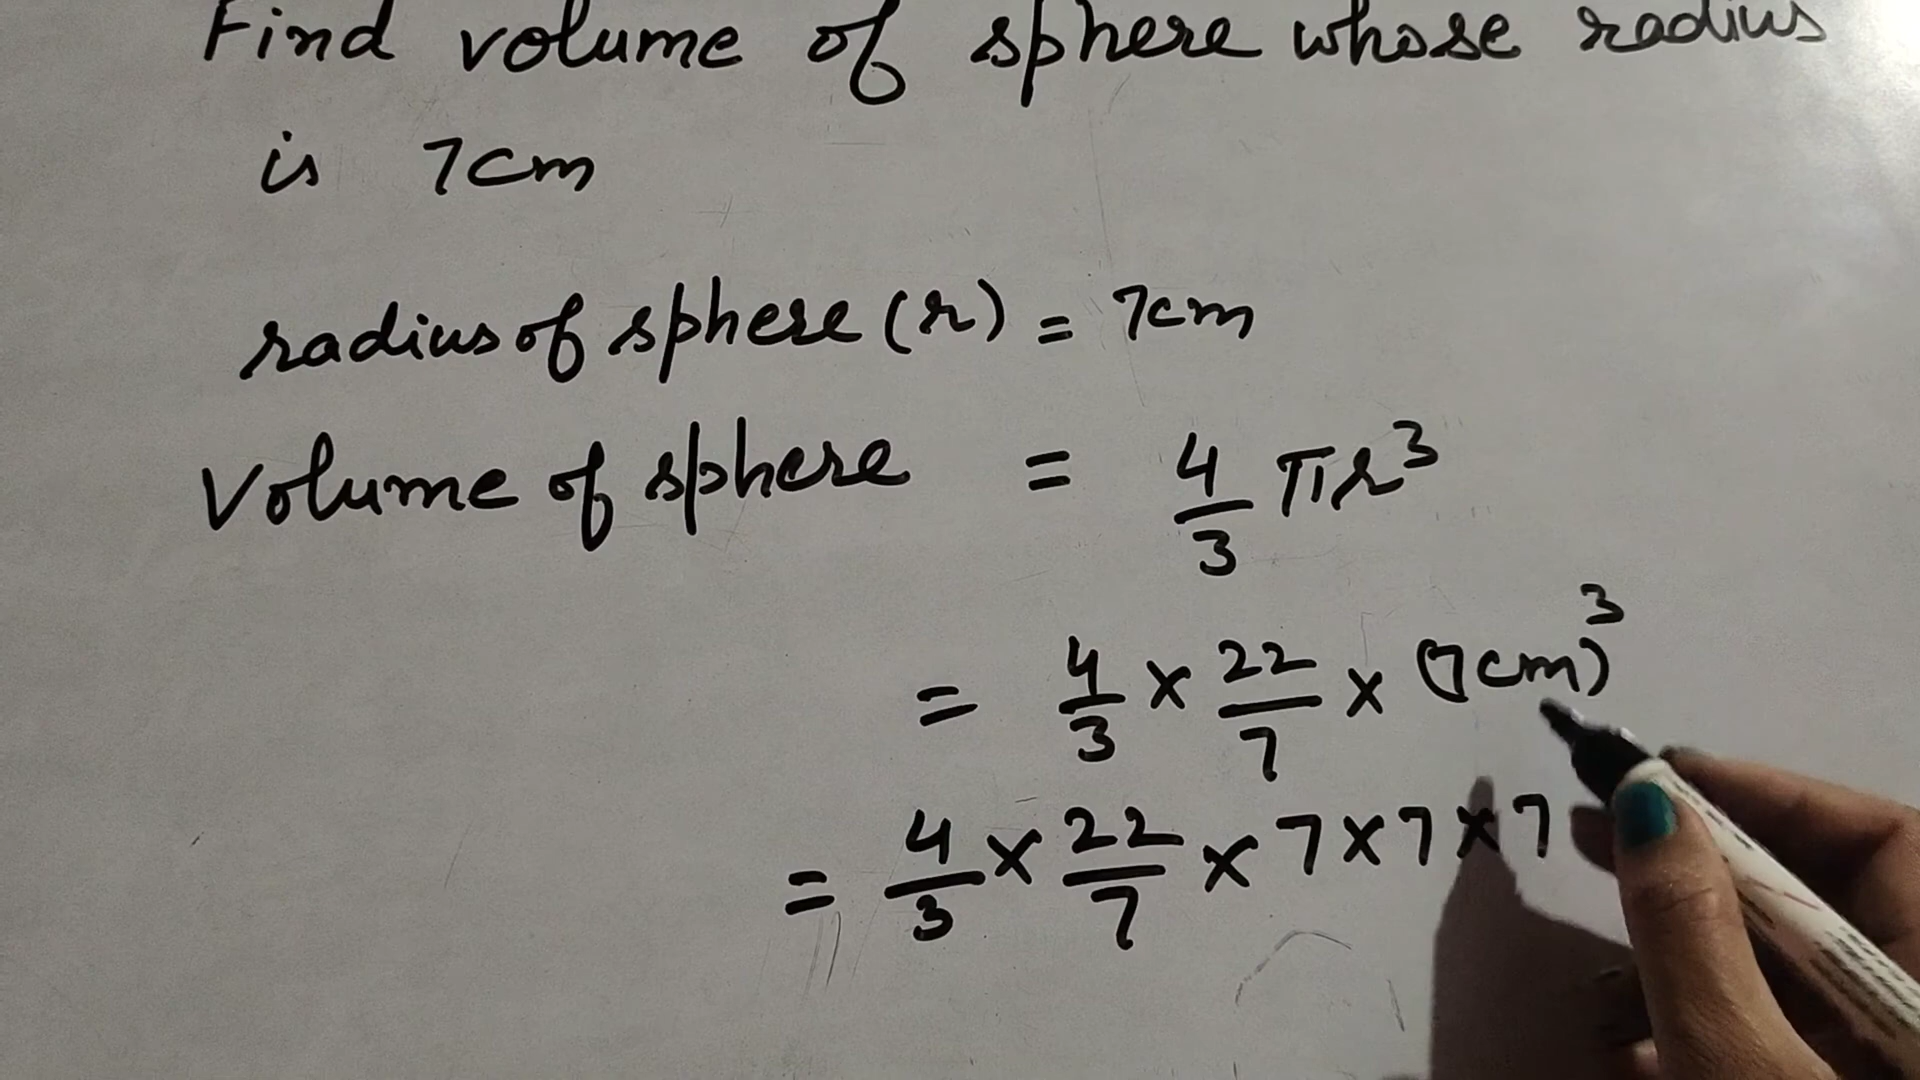 Find volume of sphere whose radius
is 7cm
radius of sphere (r) = 7cm
Volume of sphere = 4/3 πr³
= 4/3 × 22/7 × (7cm)³
= 4/3 × 22/7 × 7 × 7 × 7